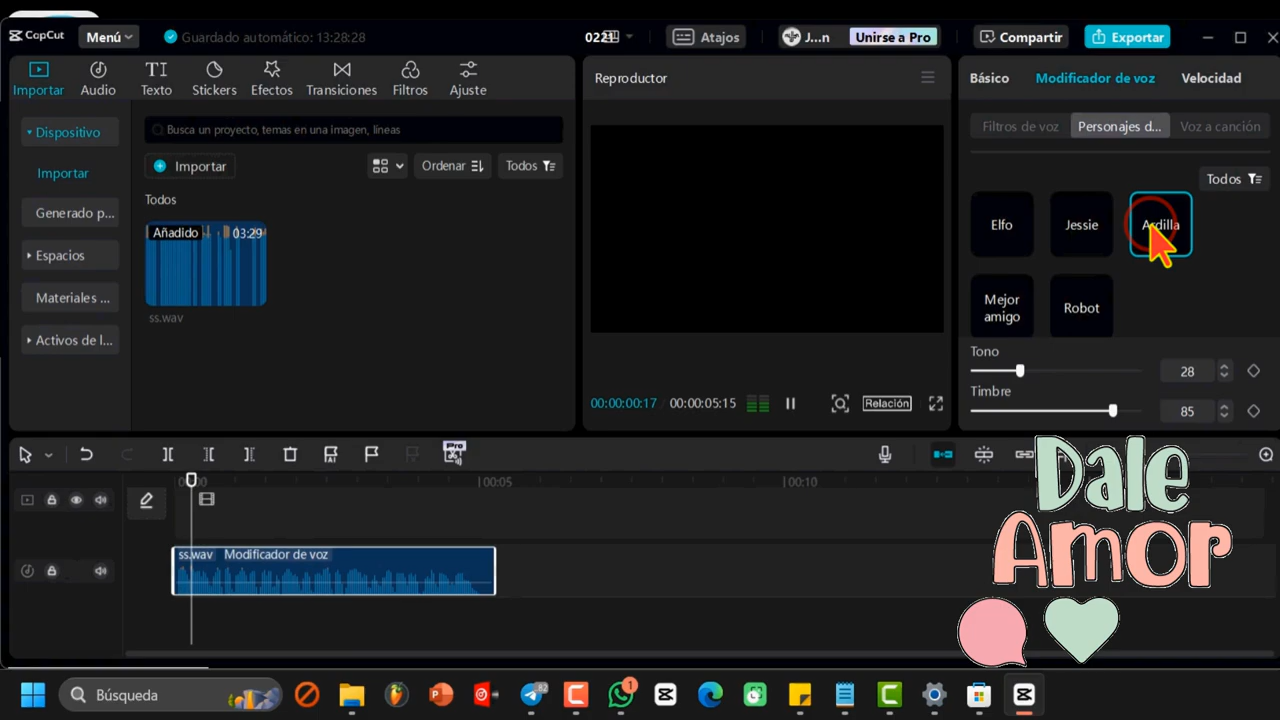 CapCut
Menú
Guardado automático: 13:28:28
Atajos
J...n
Unirse a Pro
Compartir
Exportar
Importar
Audio
Texto
Stickers
Efectos
Transiciones
Filtros
Ajuste
Reproductor
Básico
Modificador de voz
Velocidad
Dispositivo
Importar
Generado p...
Espacios
Materiales ...
Activos de l...
Busca un proyecto, temas en una imagen, líneas
Importar
Ordenar
Todos
Todos
Añadido
03:29
ss.wav
Filtros de voz
Personajes d...
Voz a canción
Todos
Elfo
Jessie
Ardilla
Mejor
amigo
Robot
Tono
28
Timbre
85
00:00:00:17 / 00:00:05:15
Relación
Pro
00:05
00:10
ss.wav Modificador de voz
Dale
Amor
Búsqueda
1